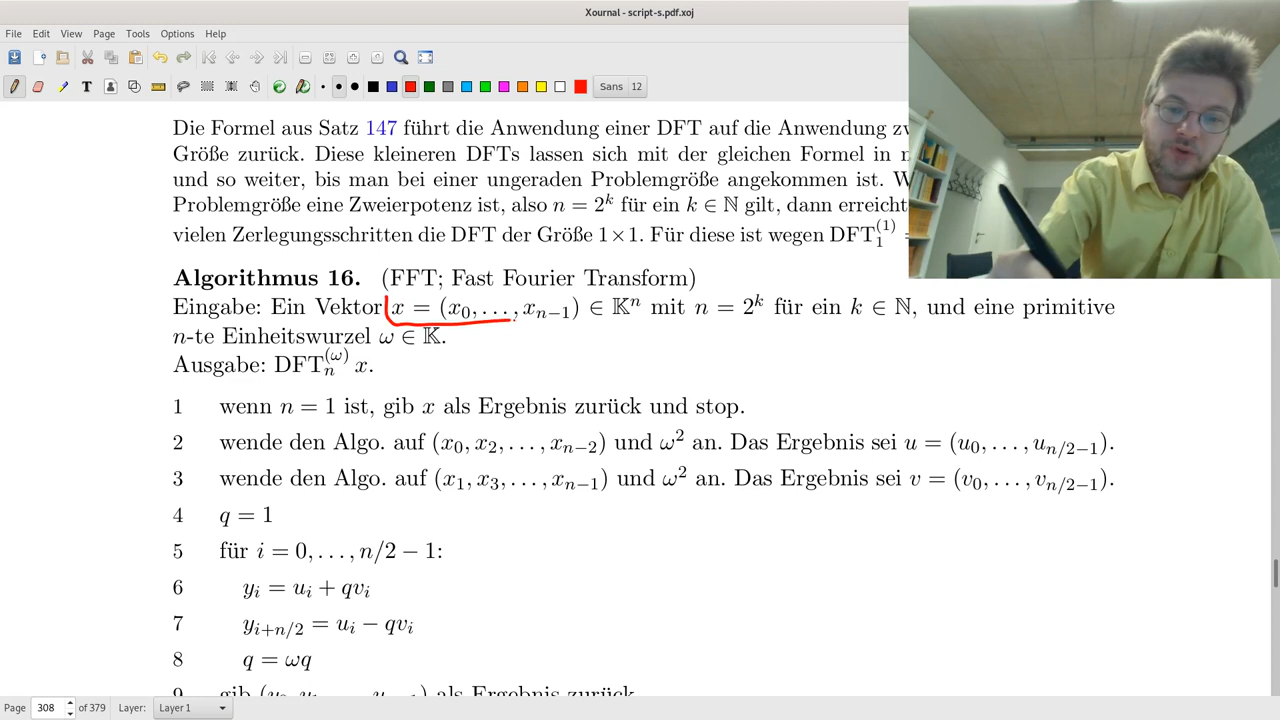 Xournal - script-s.pdf.xoj
File Edit View Page Tools Options Help
Sans 12
Die Formel aus Satz 147 führt die Anwendung einer DFT auf die Anwendung
Größe zurück. Diese kleineren DFTs lassen sich mit der gleichen Formel in
und so weiter, bis man bei einer ungeraden Problemgröße angekommen ist.
Problemgröße eine Zweierpotenz ist, also n = 2^k für ein k ∈ ℕ gilt, dann erreicht
vielen Zerlegungsschritten die DFT der Größe 1×1. Für diese ist wegen DFT_1^{(1)} =
Algorithmus 16. (FFT; Fast Fourier Transform)
Eingabe: Ein Vektor x = (x_0, . . . , x_{n−1}) ∈ 𝕂^n mit n = 2^k für ein k ∈ ℕ, und eine primitive
n-te Einheitswurzel ω ∈ 𝕂.
Ausgabe: DFT_n^{(ω)} x.
1 wenn n = 1 ist, gib x als Ergebnis zurück und stop.
2 wende den Algo. auf (x_0, x_2, . . . , x_{n−2}) und ω^2 an. Das Ergebnis sei u = (u_0, . . . , u_{n/2−1}).
3 wende den Algo. auf (x_1, x_3, . . . , x_{n−1}) und ω^2 an. Das Ergebnis sei v = (v_0, . . . , v_{n/2−1}).
4 q = 1
5 für i = 0, . . . , n/2 − 1:
6 y_i = u_i + qv_i
7 y_{i+n/2} = u_i − qv_i
8 q = ωq
als Ergebnis zurück
Page 308 of 379 Layer: Layer 1